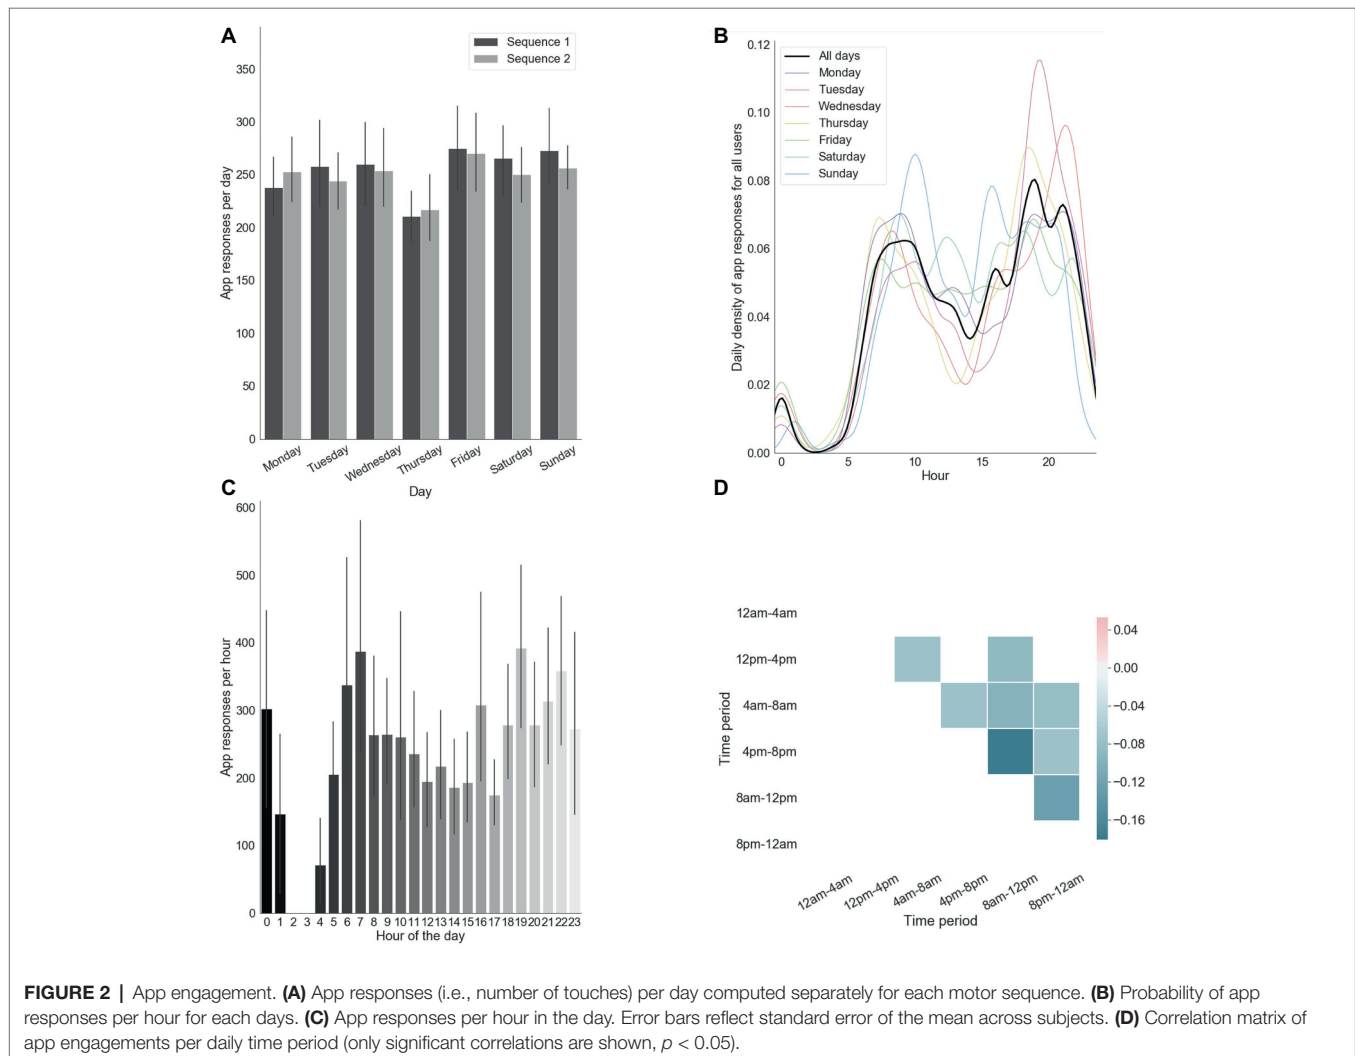 A
Sequence 1
Sequence 2
App responses per day
350
300
250
200
150
100
50
0
Monday
Tuesday
Wednesday
Thursday
Friday
Saturday
Sunday
Day
B
All days
Monday
Tuesday
Wednesday
Thursday
Friday
Saturday
Sunday
Daily density of app responses for all users
0.12
0.10
0.08
0.06
0.04
0.02
0.00
0 5 10 15 20
Hour
C
App responses per hour
600
500
400
300
200
100
0
0 1 2 3 4 5 6 7 8 9 10 11 12 13 14 15 16 17 18 19 20 21 22 23
Hour of the day
D
Time period
12am-4am
12pm-4pm
4am-8am
4pm-8pm
8am-12pm
8pm-12am
12am-4am
12pm-4pm
4am-8am
4pm-8pm
8am-12pm
8pm-12am
Time period
0.04
0.00
−0.04
−0.08
−0.12
−0.16
FIGURE 2 | App engagement. (A) App responses (i.e., number of touches) per day computed separately for each motor sequence. (B) Probability of app
responses per hour for each days. (C) App responses per hour in the day. Error bars reflect standard error of the mean across subjects. (D) Correlation matrix of
app engagements per daily time period (only significant correlations are shown, p < 0.05).